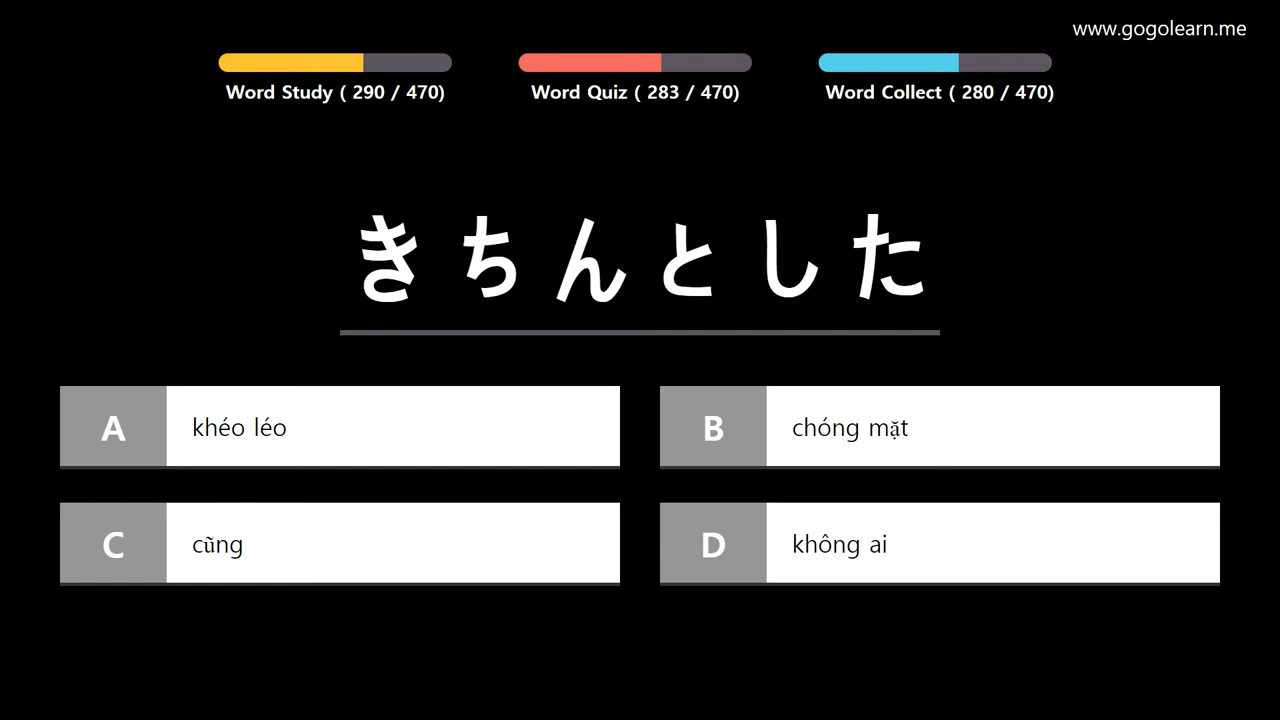 www.gogolearn.me
Word Study ( 290 / 470)
Word Quiz ( 283 / 470)
Word Collect ( 280 / 470)
きちんとした
A khéo léo
B chóng mặt
C cũng
D không ai